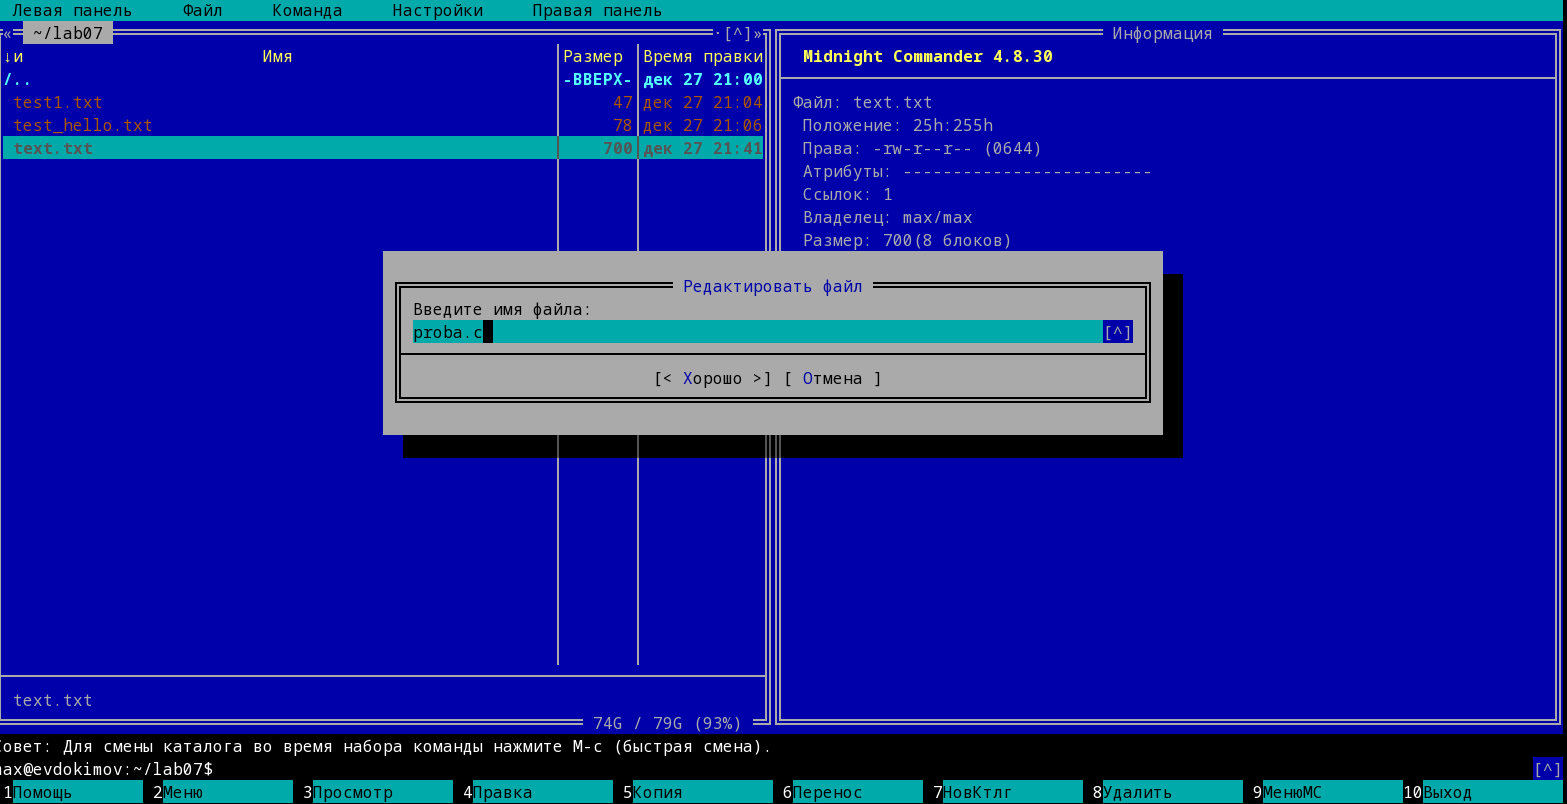 Левая панель Файл Команда Настройки Правая панель
« ~/lab07 ·[^]»
↓и Имя Размер Время правки
/.. -ВВЕРХ- дек 27 21:00
test1.txt 47 дек 27 21:04
test_hello.txt 78 дек 27 21:06
text.txt 700 дек 27 21:41
Информация
Midnight Commander 4.8.30
Файл: text.txt
Положение: 25h:255h
Права: -rw-r--r-- (0644)
Атрибуты: -------------------------
Ссылок: 1
Владелец: max/max
Размер: 700(8 блоков)
Редактировать файл
Введите имя файла:
proba.c [^]
[< Хорошо >] [ Отмена ]
text.txt
74G / 79G (93%)
Совет: Для смены каталога во время набора команды нажмите M-c (быстрая смена).
max@evdokimov:~/lab07$ [^]
1Помощь 2Меню 3Просмотр 4Правка 5Копия 6Перенос 7НовКтлг 8Удалить 9МенюMC 10Выход